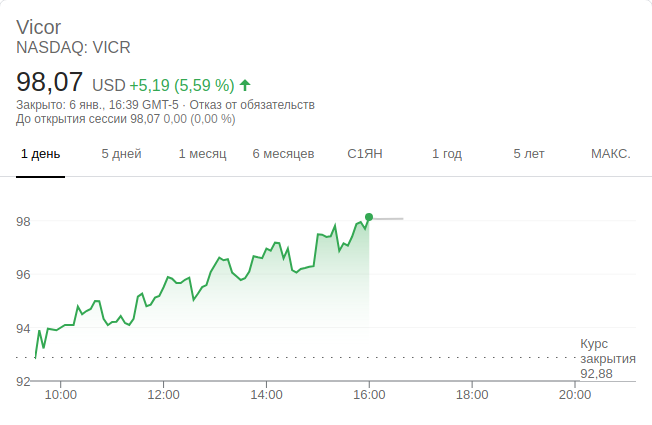 Vicor
NASDAQ: VICR
98,07 USD +5,19 (5,59 %)
Закрыто: 6 янв., 16:39 GMT-5 · Отказ от обязательств
До открытия сессии 98,07 0,00 (0,00 %)
1 день 5 дней 1 месяц 6 месяцев С1ЯН 1 год 5 лет МАКС.
98
96
94
Курс
закрытия
92,88
92
10:00 12:00 14:00 16:00 18:00 20:00